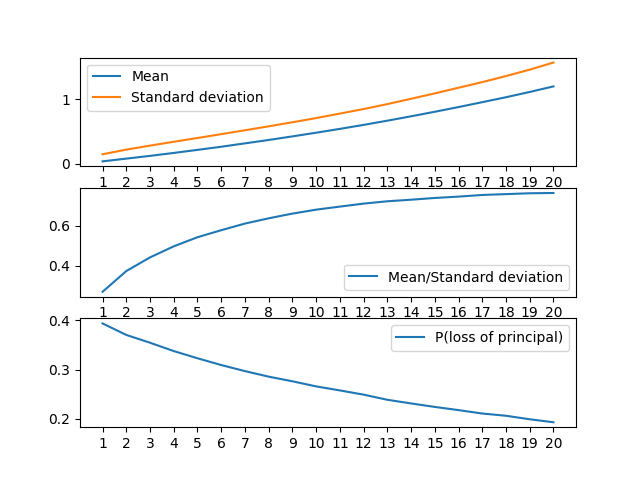 Mean
Standard deviation
1
0
1 2 3 4 5 6 7 8 9 10 11 12 13 14 15 16 17 18 19 20
0.6
0.4
Mean/Standard deviation
1 2 3 4 5 6 7 8 9 10 11 12 13 14 15 16 17 18 19 20
0.4
P(loss of principal)
0.3
0.2
1 2 3 4 5 6 7 8 9 10 11 12 13 14 15 16 17 18 19 20